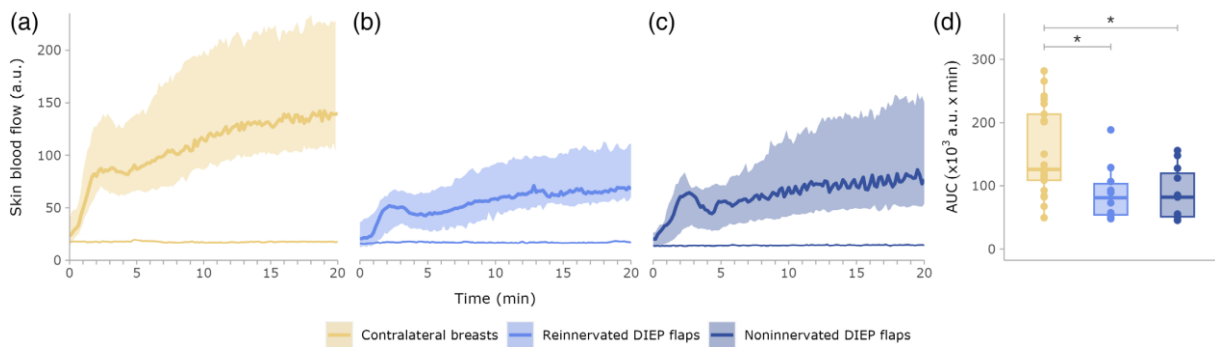 (a) (b) (c) (d)
Skin blood flow (a.u.)
200
150
100
50
0
0 5 10 15 20
0 5 10 15 20
0 5 10 15 20
Time (min)
AUC (x10³ a.u. x min)
300
200
100
0
*
*
Contralateral breasts Reinnervated DIEP flaps Noninnervated DIEP flaps